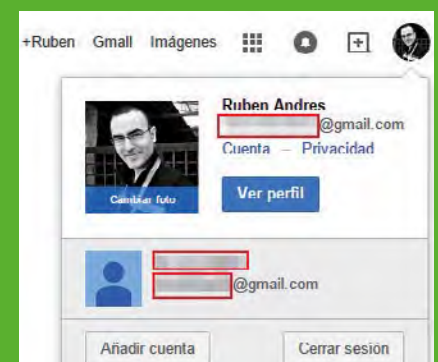 +Ruben Gmail Imágenes
Ruben Andres
@gmail.com
Cuenta – Privacidad
Cambiar foto
Ver perfil
@gmail.com
Añadir cuenta
Cerrar sesión